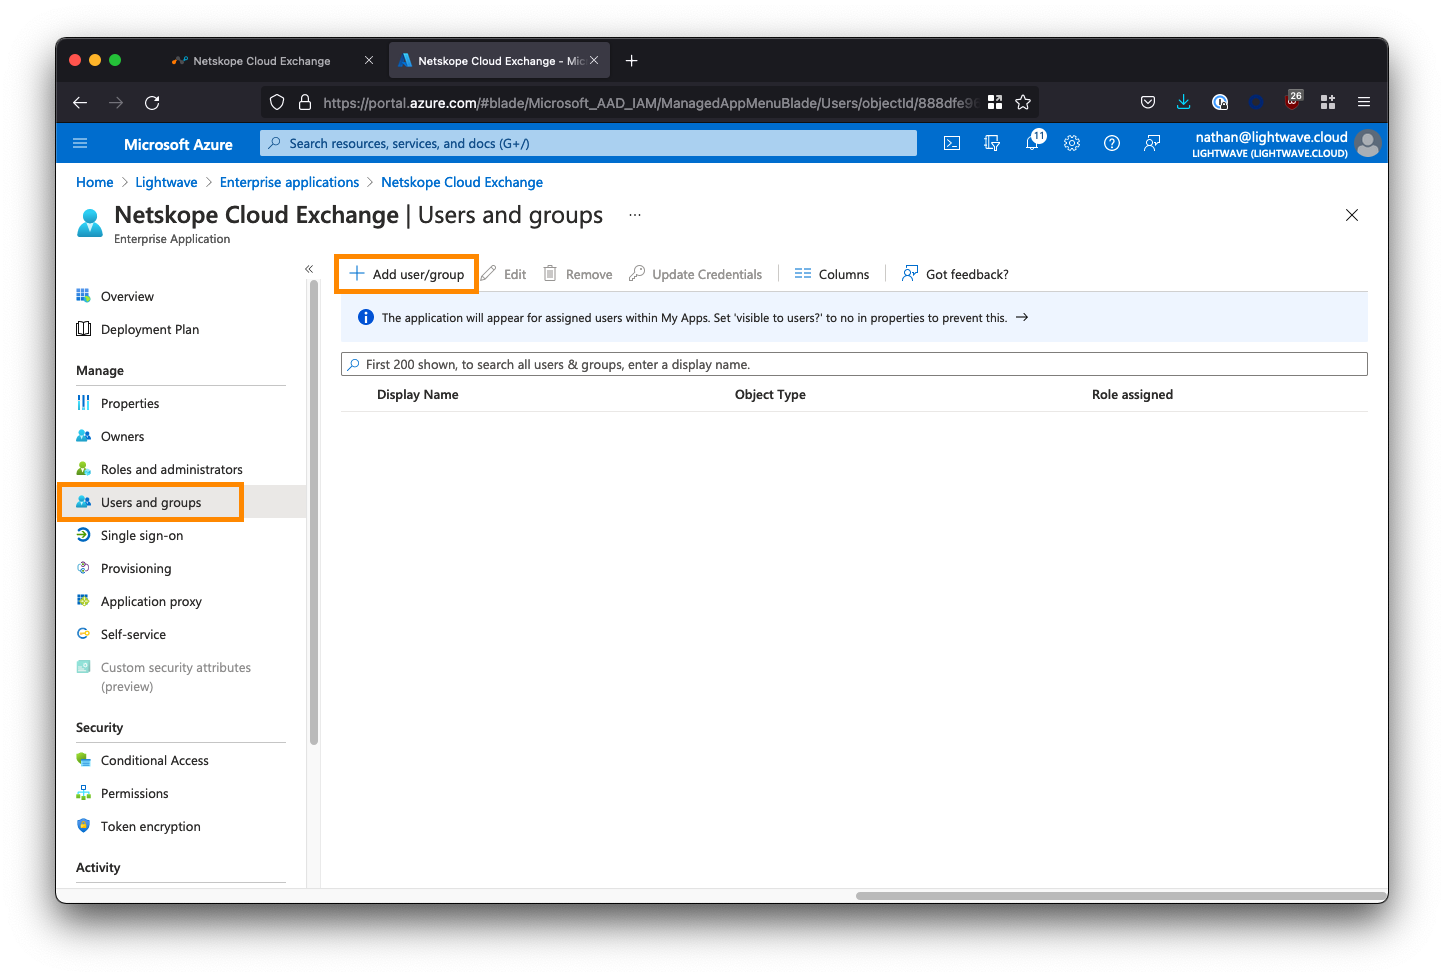 Netskope Cloud Exchange
Netskope Cloud Exchange - Mic
https://portal.azure.com/#blade/Microsoft_AAD_IAM/ManagedAppMenuBlade/Users/objectId/888dfe96
26
Microsoft Azure
Search resources, services, and docs (G+/)
11
nathan@lightwave.cloud
LIGHTWAVE (LIGHTWAVE.CLOUD)
Home > Lightwave > Enterprise applications > Netskope Cloud Exchange
Netskope Cloud Exchange | Users and groups ...
Enterprise Application
«
Overview
Deployment Plan
Manage
Properties
Owners
Roles and administrators
Users and groups
Single sign-on
Provisioning
Application proxy
Self-service
Custom security attributes
(preview)
Security
Conditional Access
Permissions
Token encryption
Activity
Add user/group Edit Remove Update Credentials Columns Got feedback?
The application will appear for assigned users within My Apps. Set 'visible to users?' to no in properties to prevent this. →
First 200 shown, to search all users & groups, enter a display name.
Display Name Object Type Role assigned